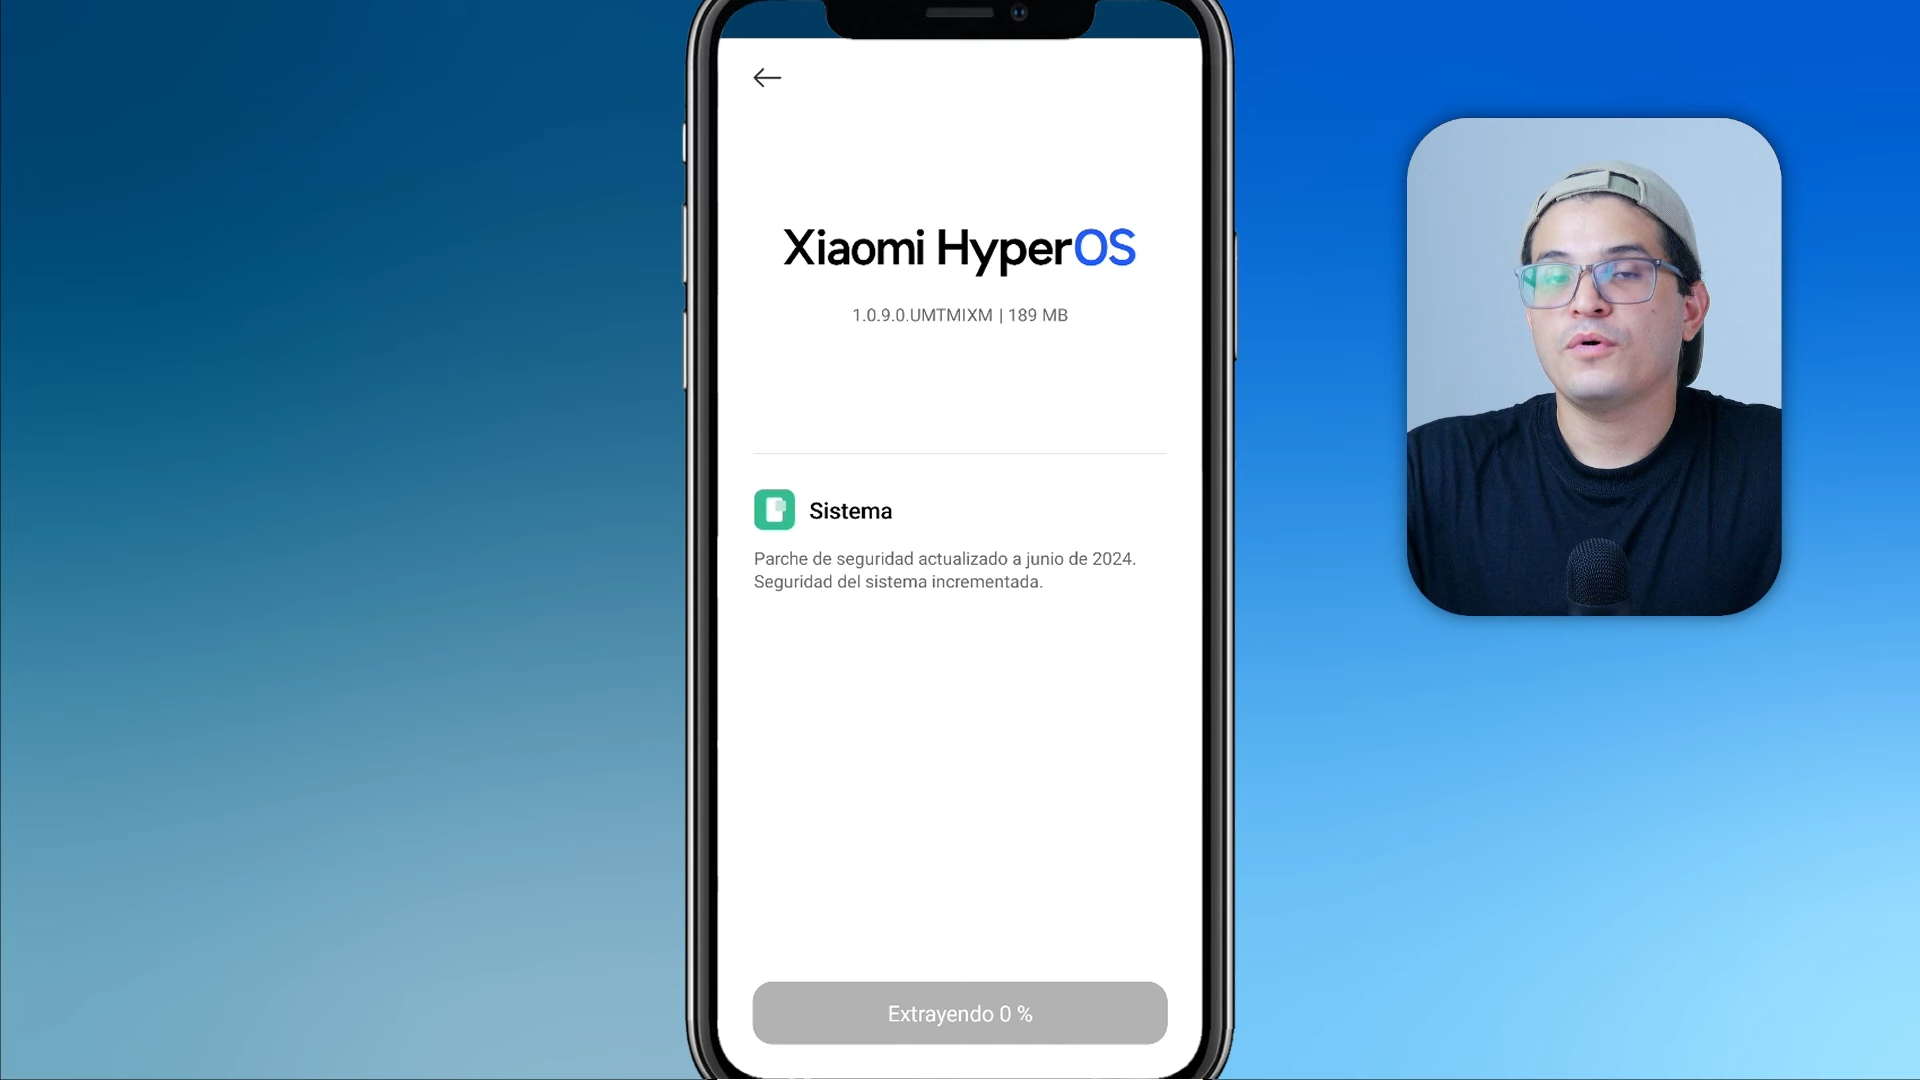 Xiaomi HyperOS
1.0.9.0.UMTMIXM | 189 MB
Sistema
Parche de seguridad actualizado a junio de 2024.
Seguridad del sistema incrementada.
Extrayendo 0 %